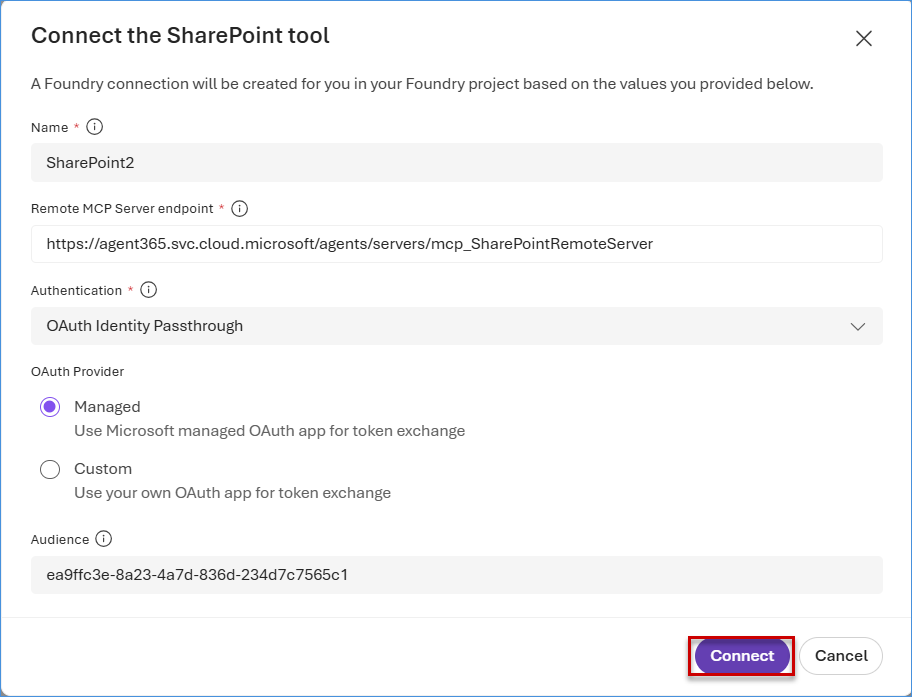 Connect the SharePoint tool
A Foundry connection will be created for you in your Foundry project based on the values you provided below.
Name *
SharePoint2
Remote MCP Server endpoint *
https://agent365.svc.cloud.microsoft/agents/servers/mcp_SharePointRemoteServer
Authentication *
OAuth Identity Passthrough
OAuth Provider
Managed
Use Microsoft managed OAuth app for token exchange
Custom
Use your own OAuth app for token exchange
Audience
ea9ffc3e-8a23-4a7d-836d-234d7c7565c1
Connect Cancel